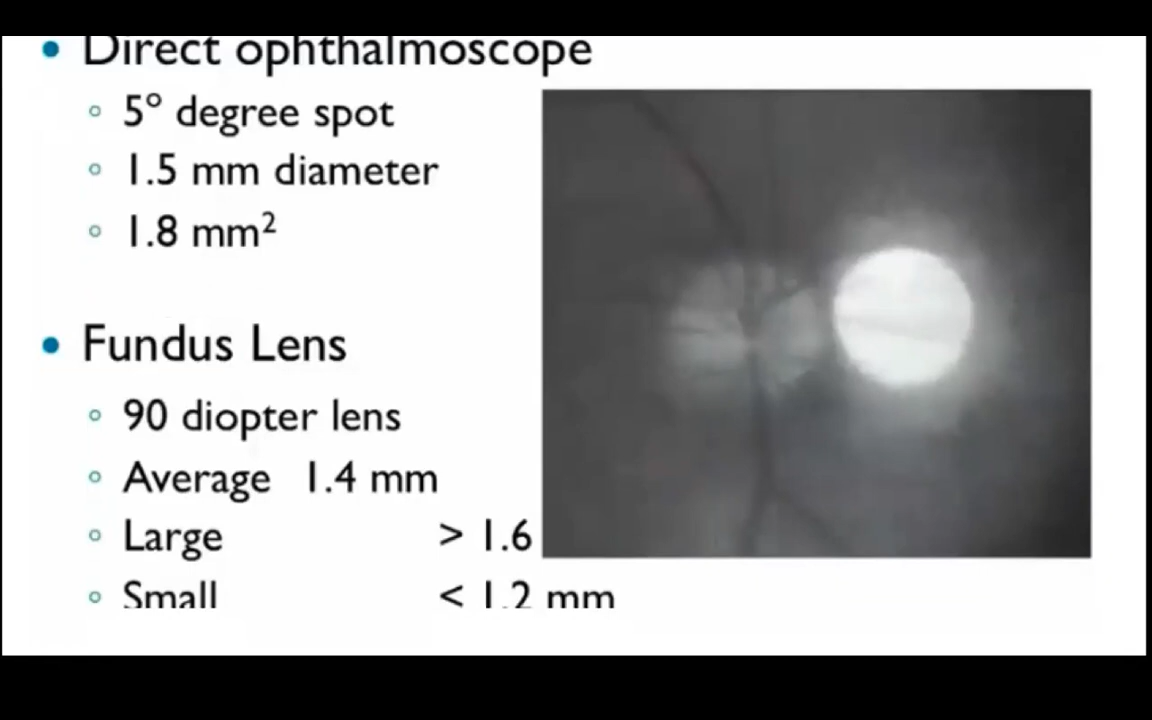 • Direct ophthalmoscope
◦ 5° degree spot
◦ 1.5 mm diameter
◦ 1.8 mm²
• Fundus Lens
◦ 90 diopter lens
◦ Average 1.4 mm
◦ Large > 1.6
◦ Small < 1.2 mm